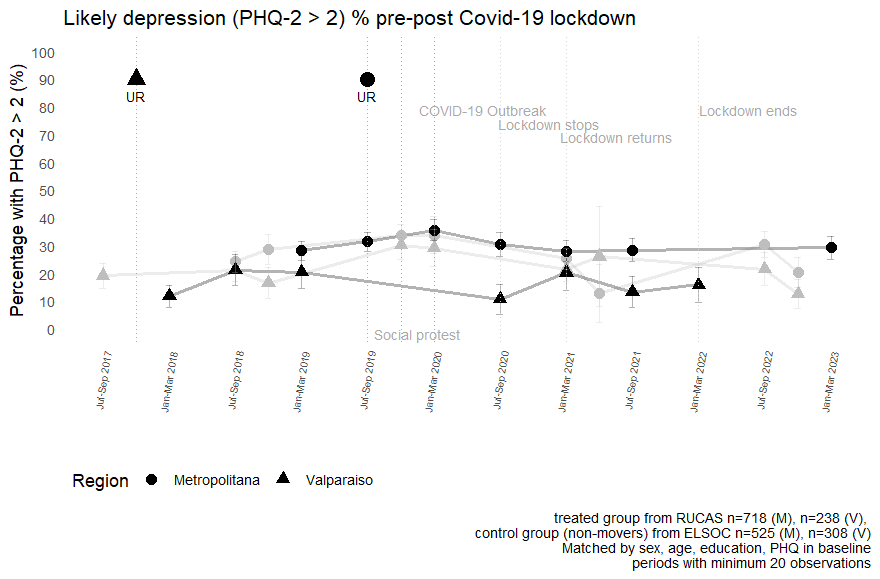 Likely depression (PHQ-2 > 2) % pre-post Covid-19 lockdown
Percentage with PHQ-2 > 2 (%)
100
90
80
70
60
50
40
30
20
10
0
UR
UR
COVID-19 Outbreak
Lockdown stops
Lockdown returns
Lockdown ends
Social protest
Jul-Sep 2017
Jan-Mar 2018
Jul-Sep 2018
Jan-Mar 2019
Jul-Sep 2019
Jan-Mar 2020
Jul-Sep 2020
Jan-Mar 2021
Jul-Sep 2021
Jan-Mar 2022
Jul-Sep 2022
Jan-Mar 2023
Region
Metropolitana
Valparaiso
treated group from RUCAS n=718 (M), n=238 (V),
control group (non-movers) from ELSOC n=525 (M), n=308 (V)
Matched by sex, age, education, PHQ in baseline
periods with minimum 20 observations